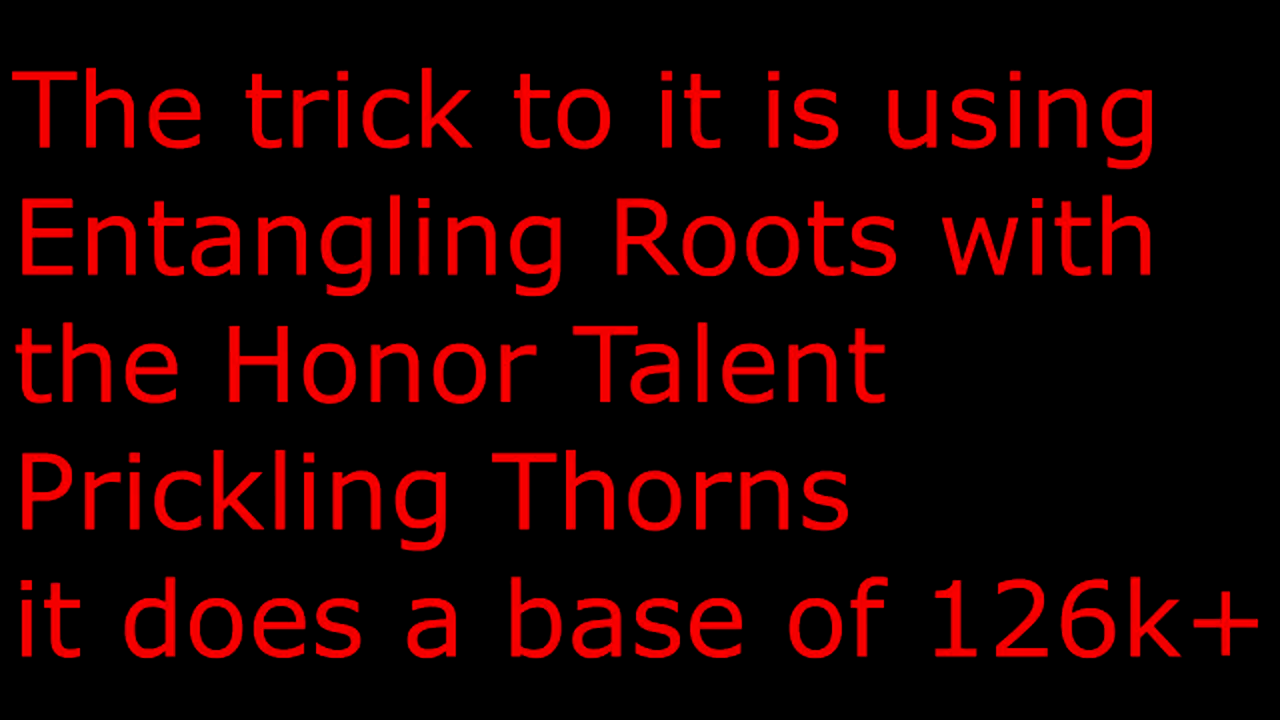 The trick to it is using
Entangling Roots with
the Honor Talent
Prickling Thorns
it does a base of 126k+